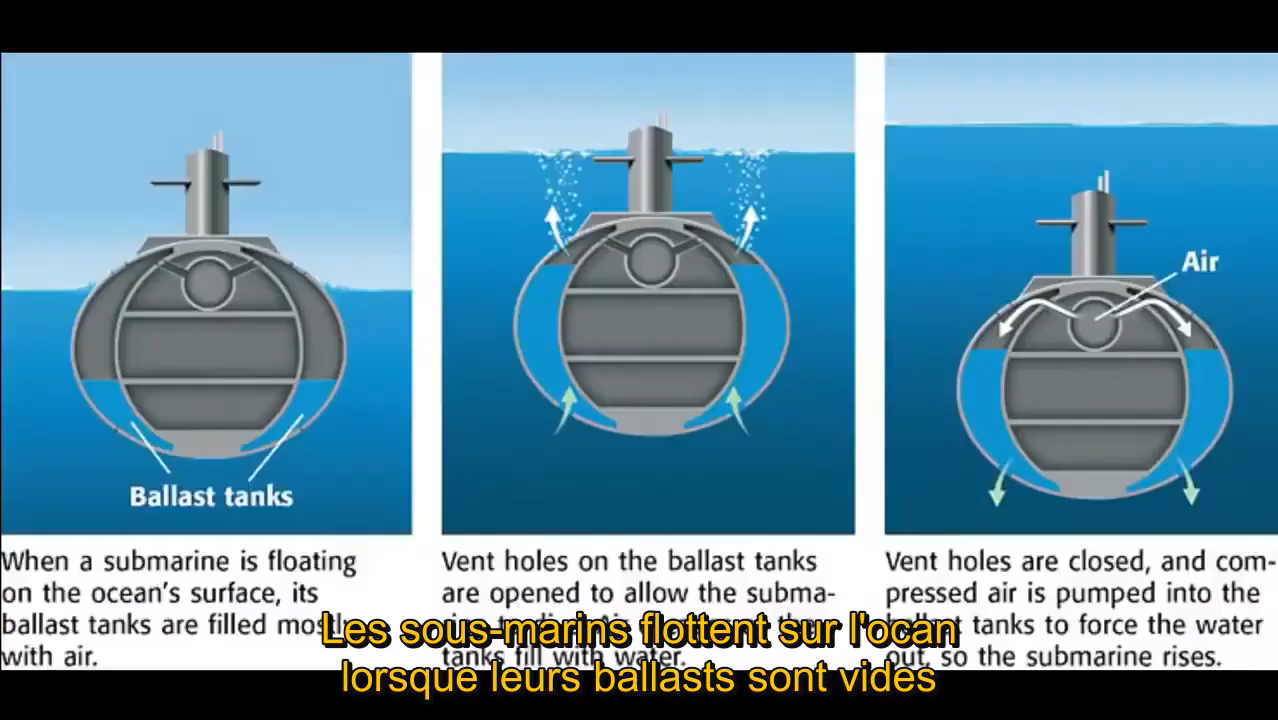 Air
Ballast tanks
When a submarine is floating
on the ocean's surface, its
ballast tanks are filled mostly
with air.
Vent holes on the ballast tanks
are opened to allow the subma-
tanks fill with water.
Vent holes are closed, and com-
pressed air is pumped into the
ballast tanks to force the water
out, so the submarine rises.
Les sous-marins flottent sur l'ocan
lorsque leurs ballasts sont vides